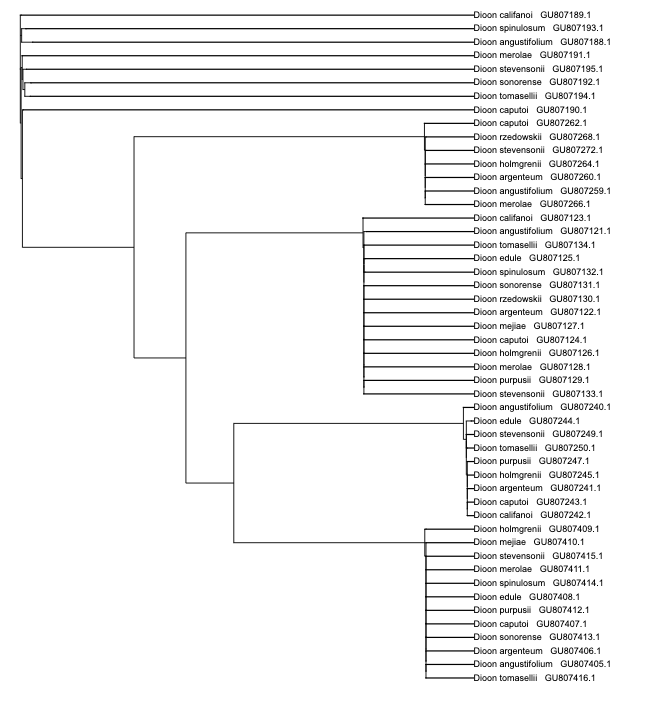 Dioon califanoi GU807189.1
Dioon spinulosum GU807193.1
Dioon angustifolium GU807188.1
Dioon merolae GU807191.1
Dioon stevensonii GU807195.1
Dioon sonorense GU807192.1
Dioon tomasellii GU807194.1
Dioon caputoi GU807190.1
Dioon caputoi GU807262.1
Dioon rzedowskii GU807268.1
Dioon stevensonii GU807272.1
Dioon holmgrenii GU807264.1
Dioon argenteum GU807260.1
Dioon angustifolium GU807259.1
Dioon merolae GU807266.1
Dioon califanoi GU807123.1
Dioon angustifolium GU807121.1
Dioon tomasellii GU807134.1
Dioon edule GU807125.1
Dioon spinulosum GU807132.1
Dioon sonorense GU807131.1
Dioon rzedowskii GU807130.1
Dioon argenteum GU807122.1
Dioon mejiae GU807127.1
Dioon caputoi GU807124.1
Dioon holmgrenii GU807126.1
Dioon merolae GU807128.1
Dioon purpusii GU807129.1
Dioon stevensonii GU807133.1
Dioon angustifolium GU807240.1
Dioon edule GU807244.1
Dioon stevensonii GU807249.1
Dioon tomasellii GU807250.1
Dioon purpusii GU807247.1
Dioon holmgrenii GU807245.1
Dioon argenteum GU807241.1
Dioon caputoi GU807243.1
Dioon califanoi GU807242.1
Dioon holmgrenii GU807409.1
Dioon mejiae GU807410.1
Dioon stevensonii GU807415.1
Dioon merolae GU807411.1
Dioon spinulosum GU807414.1
Dioon edule GU807408.1
Dioon purpusii GU807412.1
Dioon caputoi GU807407.1
Dioon sonorense GU807413.1
Dioon argenteum GU807406.1
Dioon angustifolium GU807405.1
Dioon tomasellii GU807416.1